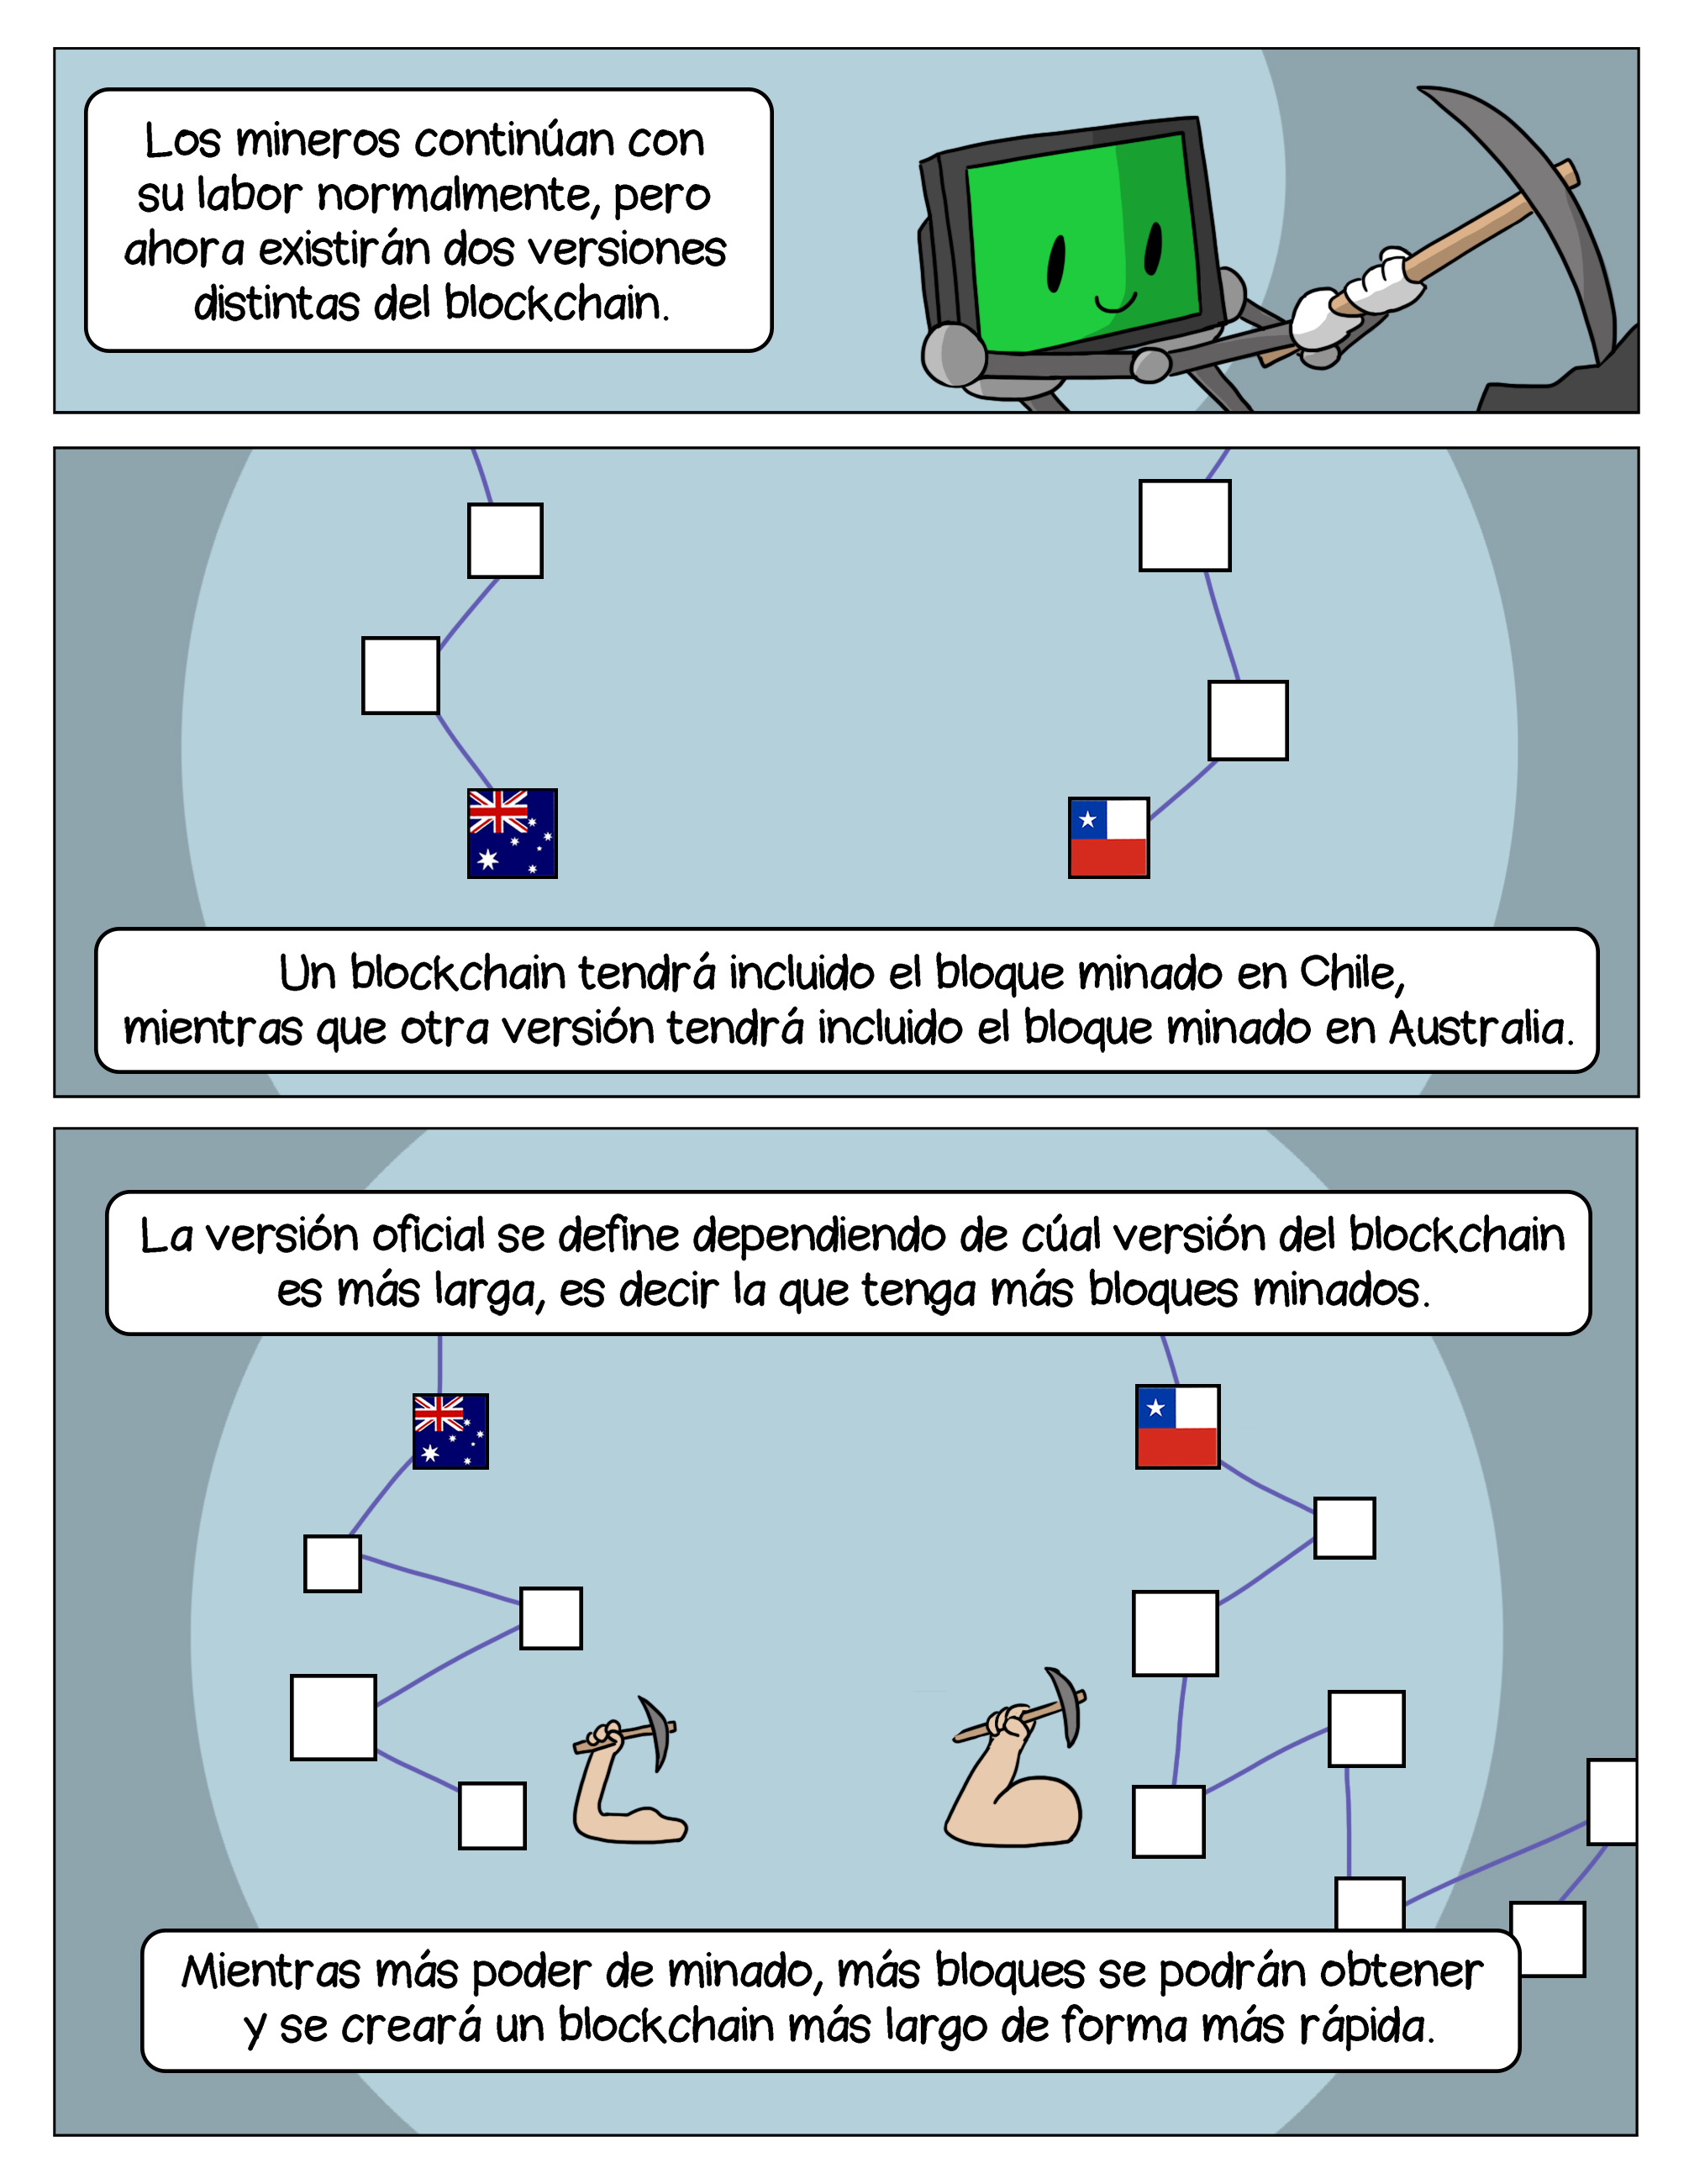 Los mineros continúan con
su labor normalmente, pero
ahora existirán dos versiones
distintas del blockchain.
Un blockchain tendrá incluido el bloque minado en Chile,
mientras que otra versión tendrá incluido el bloque minado en Australia.
La versión oficial se define dependiendo de cúal versión del blockchain
es más larga, es decir la que tenga más bloques minados.
Mientras más poder de minado, más bloques se podrán obtener
y se creará un blockchain más largo de forma más rápida.